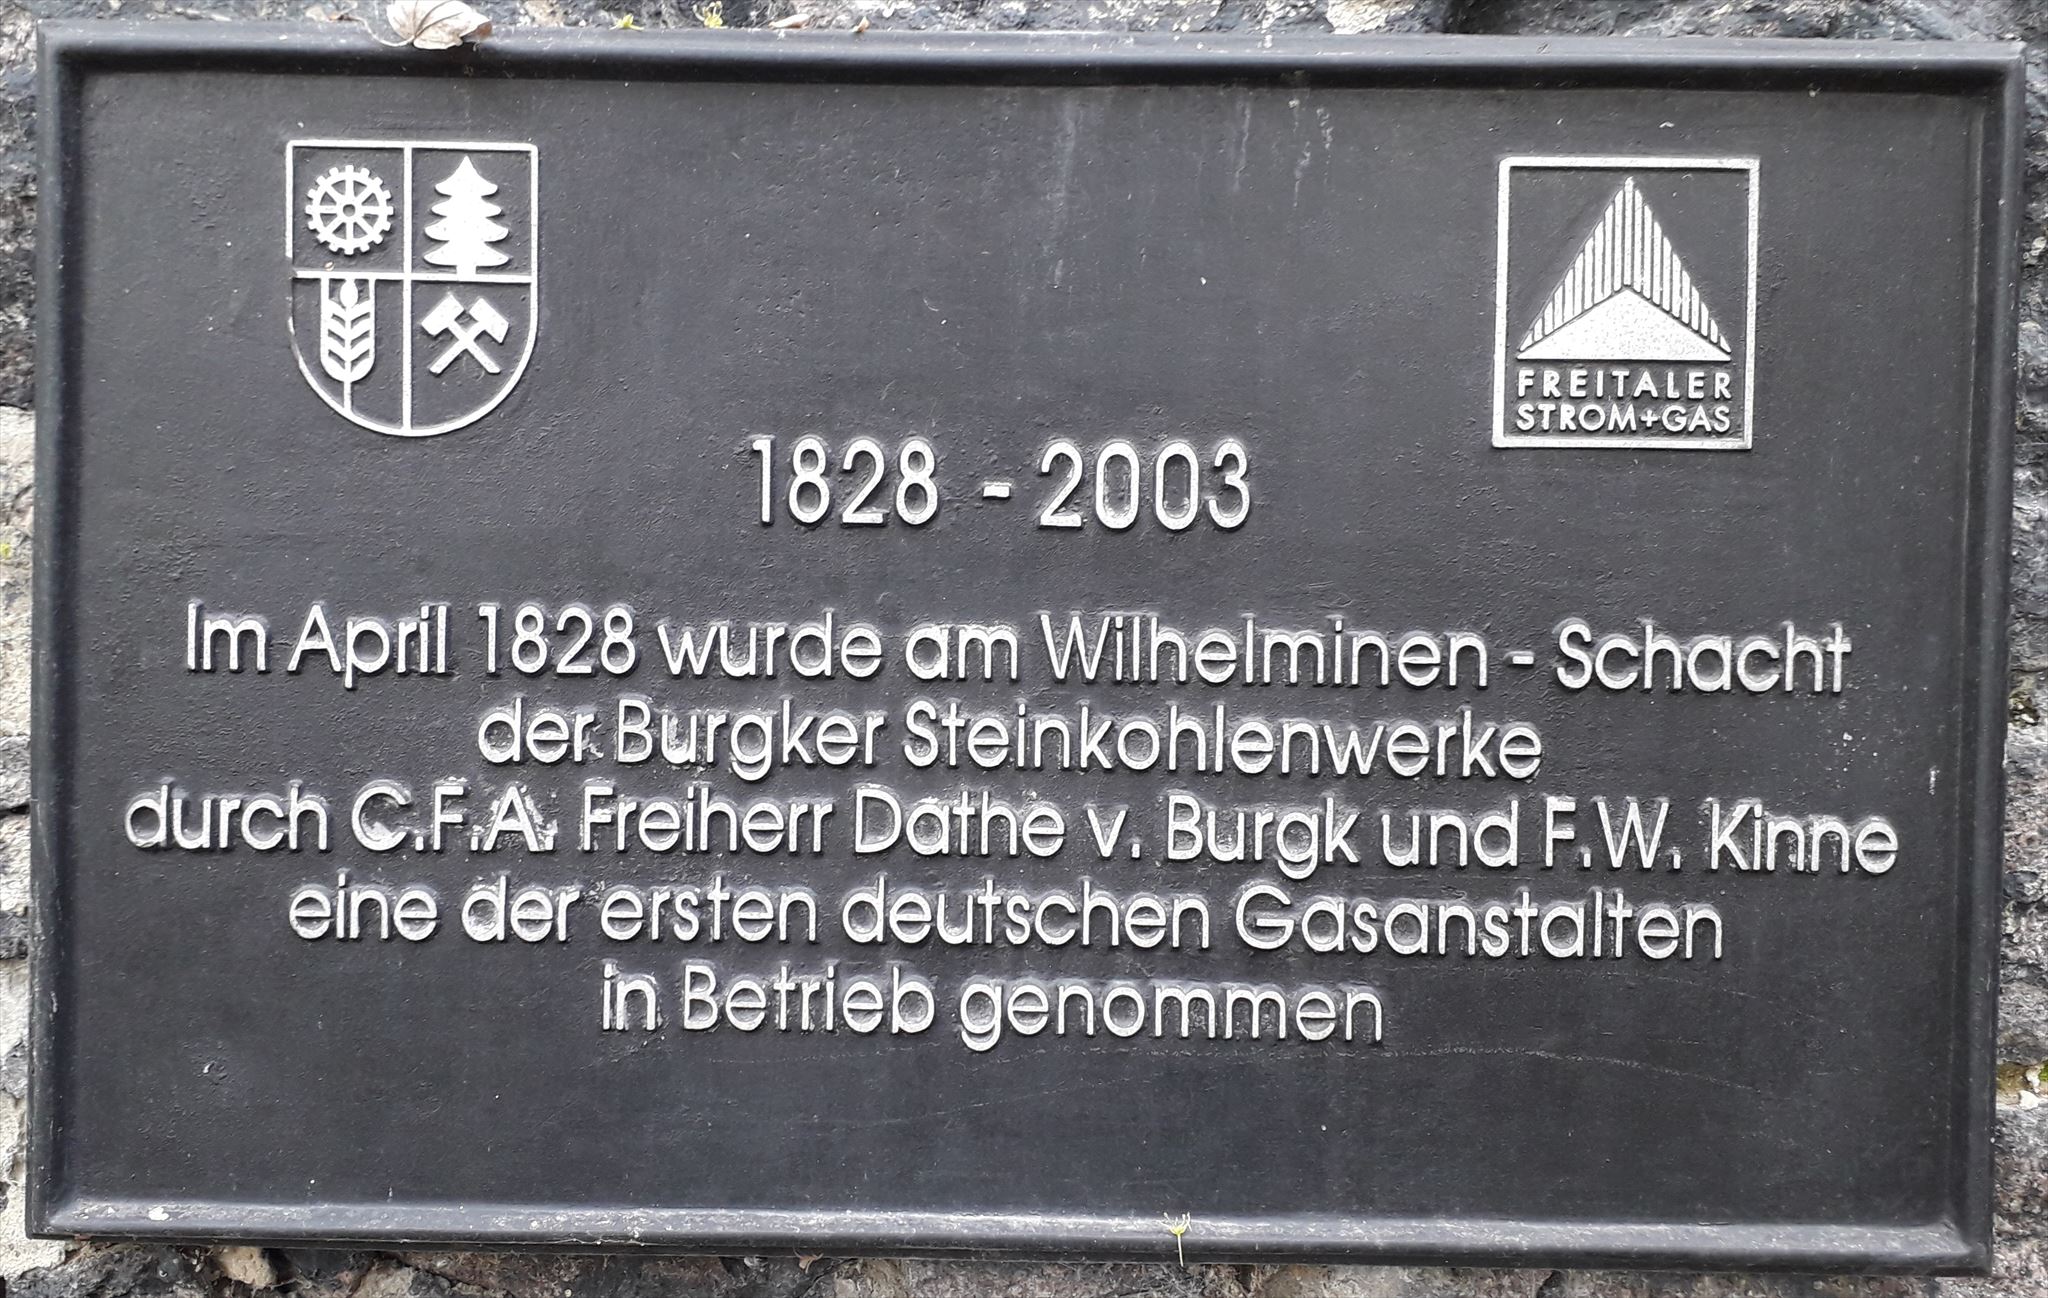 FREITALER
STROM+GAS
1828 - 2003
Im April 1828 wurde am Wilhelminen - Schacht
der Burgker Steinkohlenwerke
durch C.F.A. Freiherr Dathe v. Burgk und F.W. Kinne
eine der ersten deutschen Gasanstalten
in Betrieb genommen